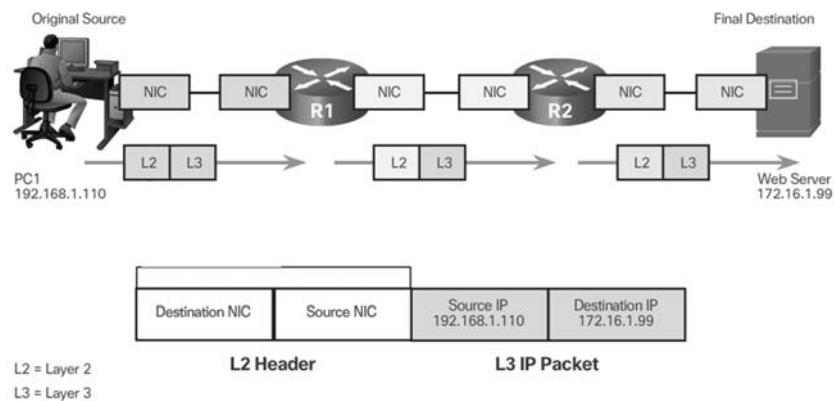 Original Source
Final Destination
NIC NIC NIC NIC NIC NIC
R1 R2
L2 L3 L2 L3 L2 L3
PC1
192.168.1.110
Web Server
172.16.1.99
Destination NIC
Source NIC
Source IP
192.168.1.110
Destination IP
172.16.1.99
L2 Header
L3 IP Packet
L2 = Layer 2
L3 = Layer 3